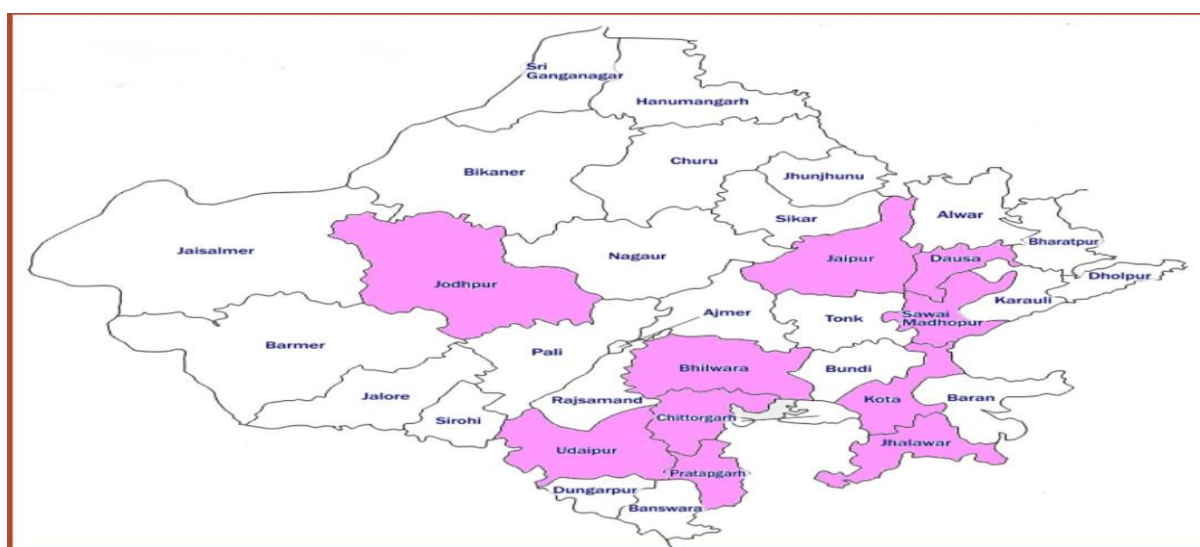 Sri
Ganganagar
Hanumangarh
Churu
Bikaner
Jhunjhunu
Sikar
Alwar
Bharatpur
Jaisalmer
Nagaur
Jaipur
Dausa
Dholpur
Jodhpur
Karauli
Ajmer
Tonk
Sawai
Madhopur
Barmer
Pali
Bhilwara
Bundi
Jalore
Rajsamand
Kota
Baran
Sirohi
Chittorgarh
Udaipur
Jhalawar
Pratapgarh
Dungarpur
Banswara